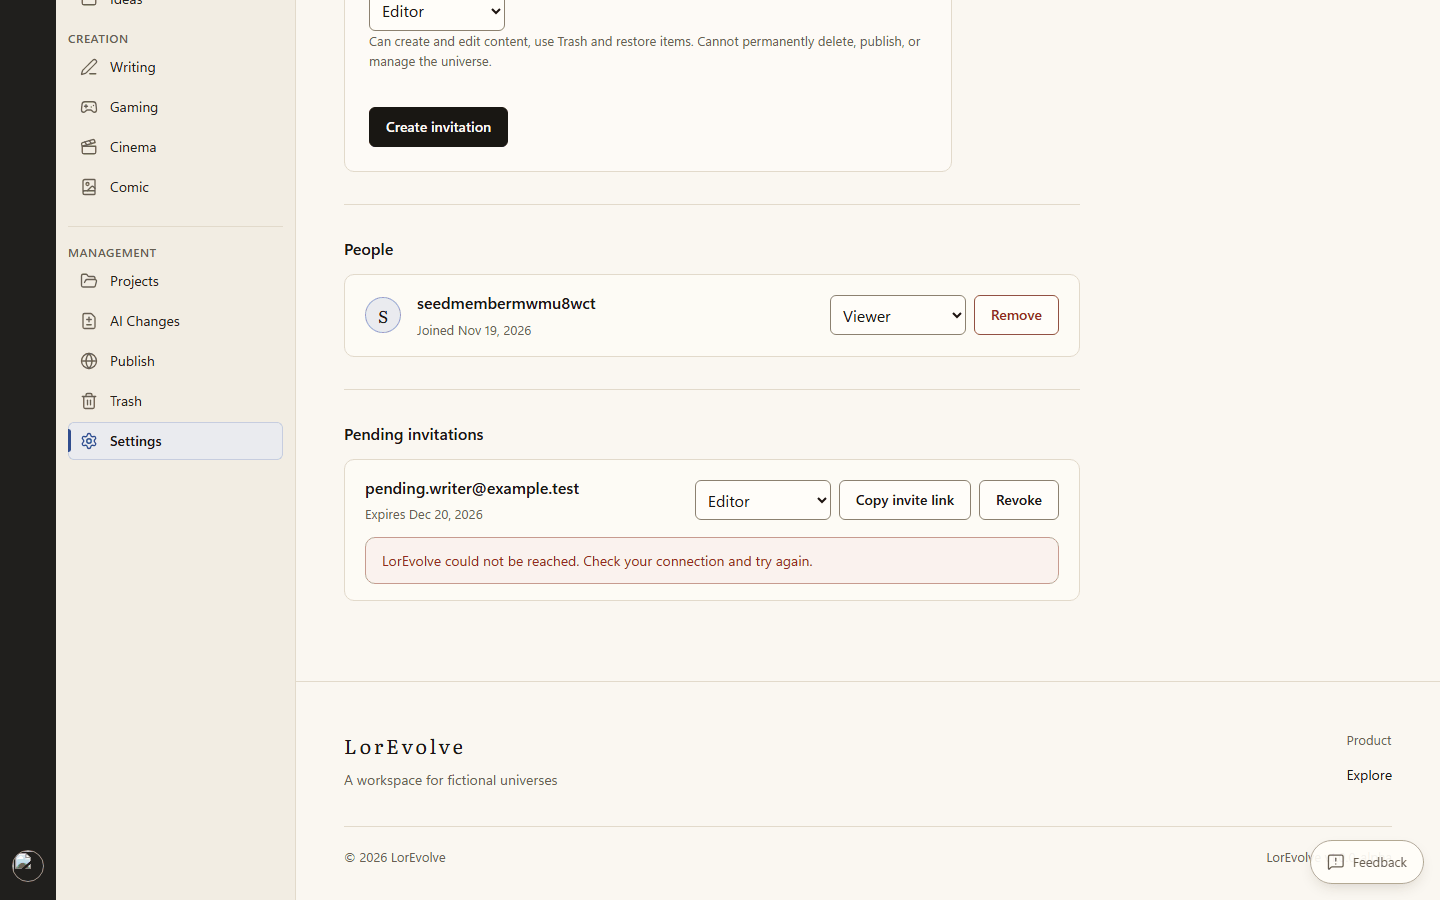 Ideas
CREATION
Writing
Gaming
Cinema
Comic
MANAGEMENT
Projects
AI Changes
Publish
Trash
Settings
Editor
Can create and edit content, use Trash and restore items. Cannot permanently delete, publish, or
manage the universe.
Create invitation
People
S
seedmembermwmu8wct
Joined Nov 19, 2026
Viewer
Remove
Pending invitations
pending.writer@example.test
Expires Dec 20, 2026
Editor
Copy invite link
Revoke
LorEvolve could not be reached. Check your connection and try again.
LorEvolve
A workspace for fictional universes
Product
Explore
© 2026 LorEvolve
Feedback